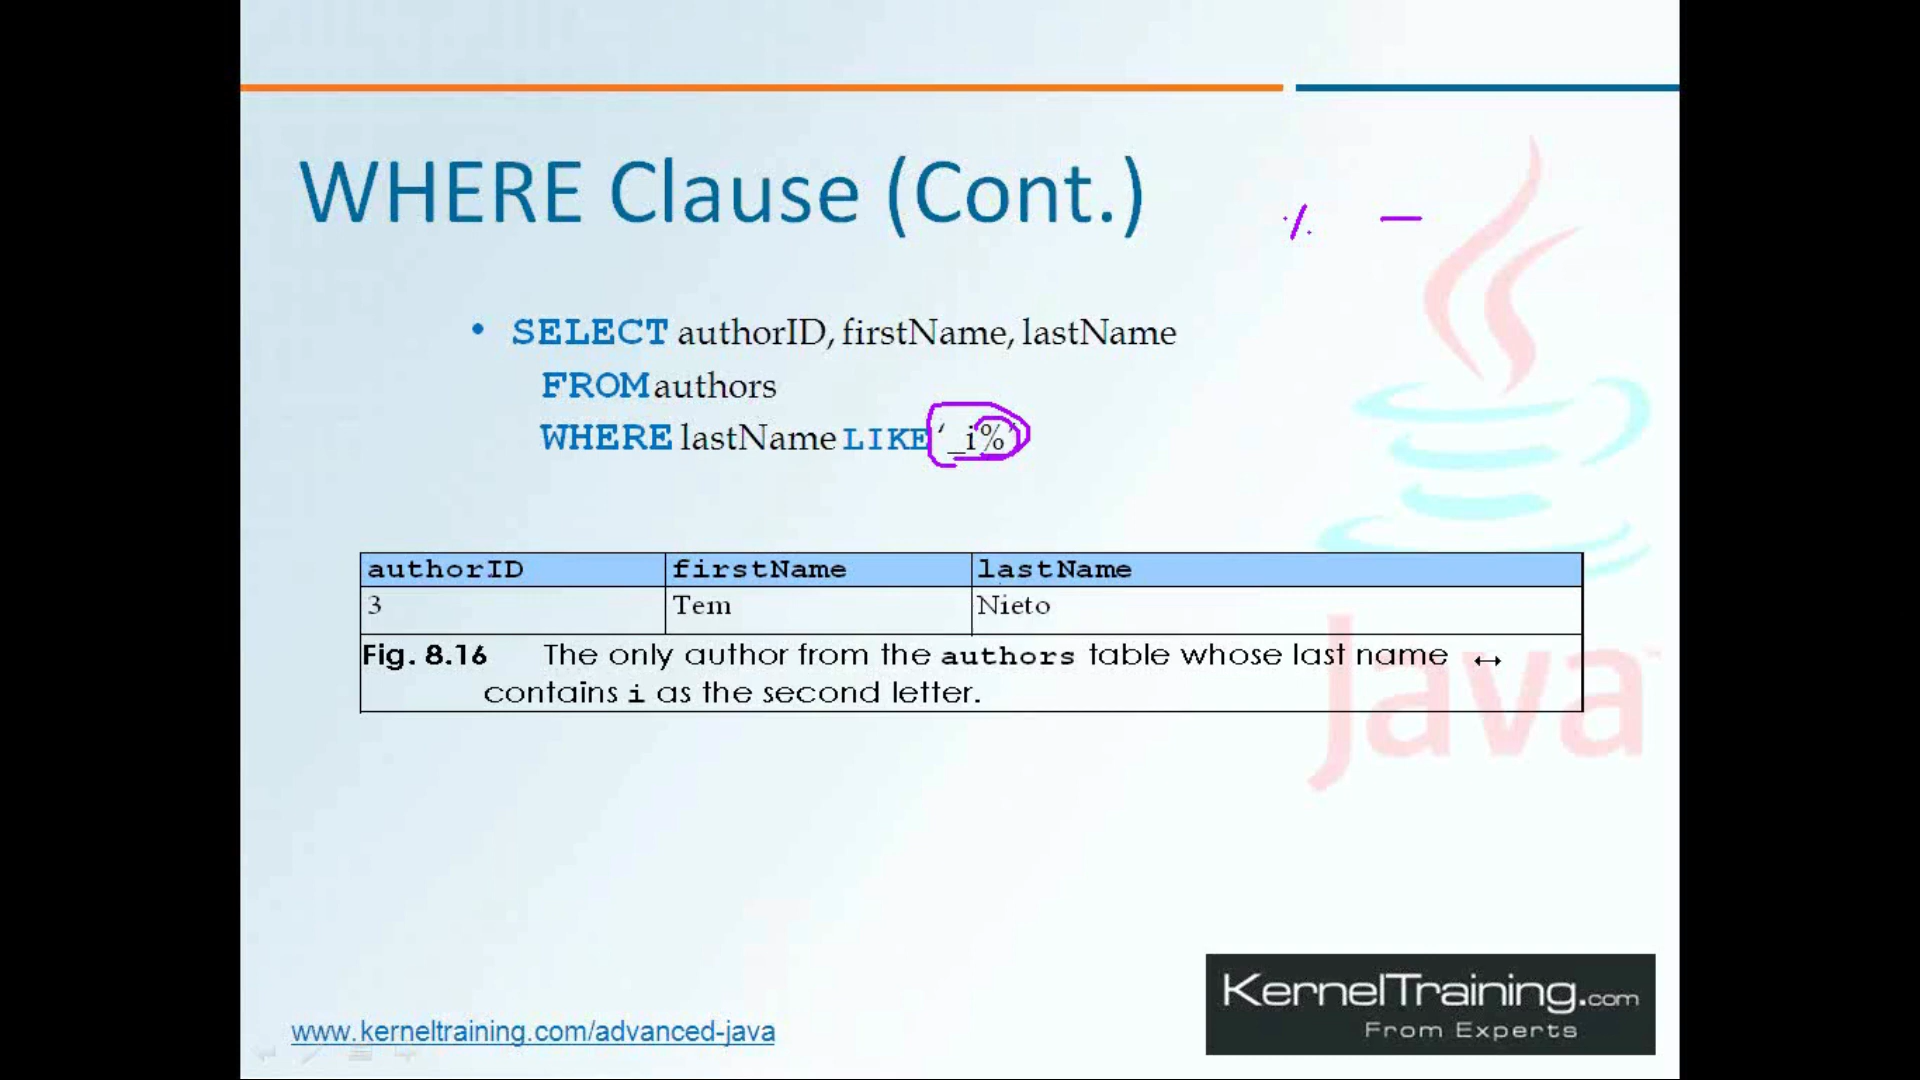 WHERE Clause (Cont.)
% _
• SELECT authorID, firstName, lastName
FROM authors
WHERE lastName LIKE '_i%'
authorID firstName lastName
3 Tem Nieto
Fig. 8.16 The only author from the authors table whose last name
contains i as the second letter.
Java
KernelTraining.com
From Experts
www.kerneltraining.com/advanced-java